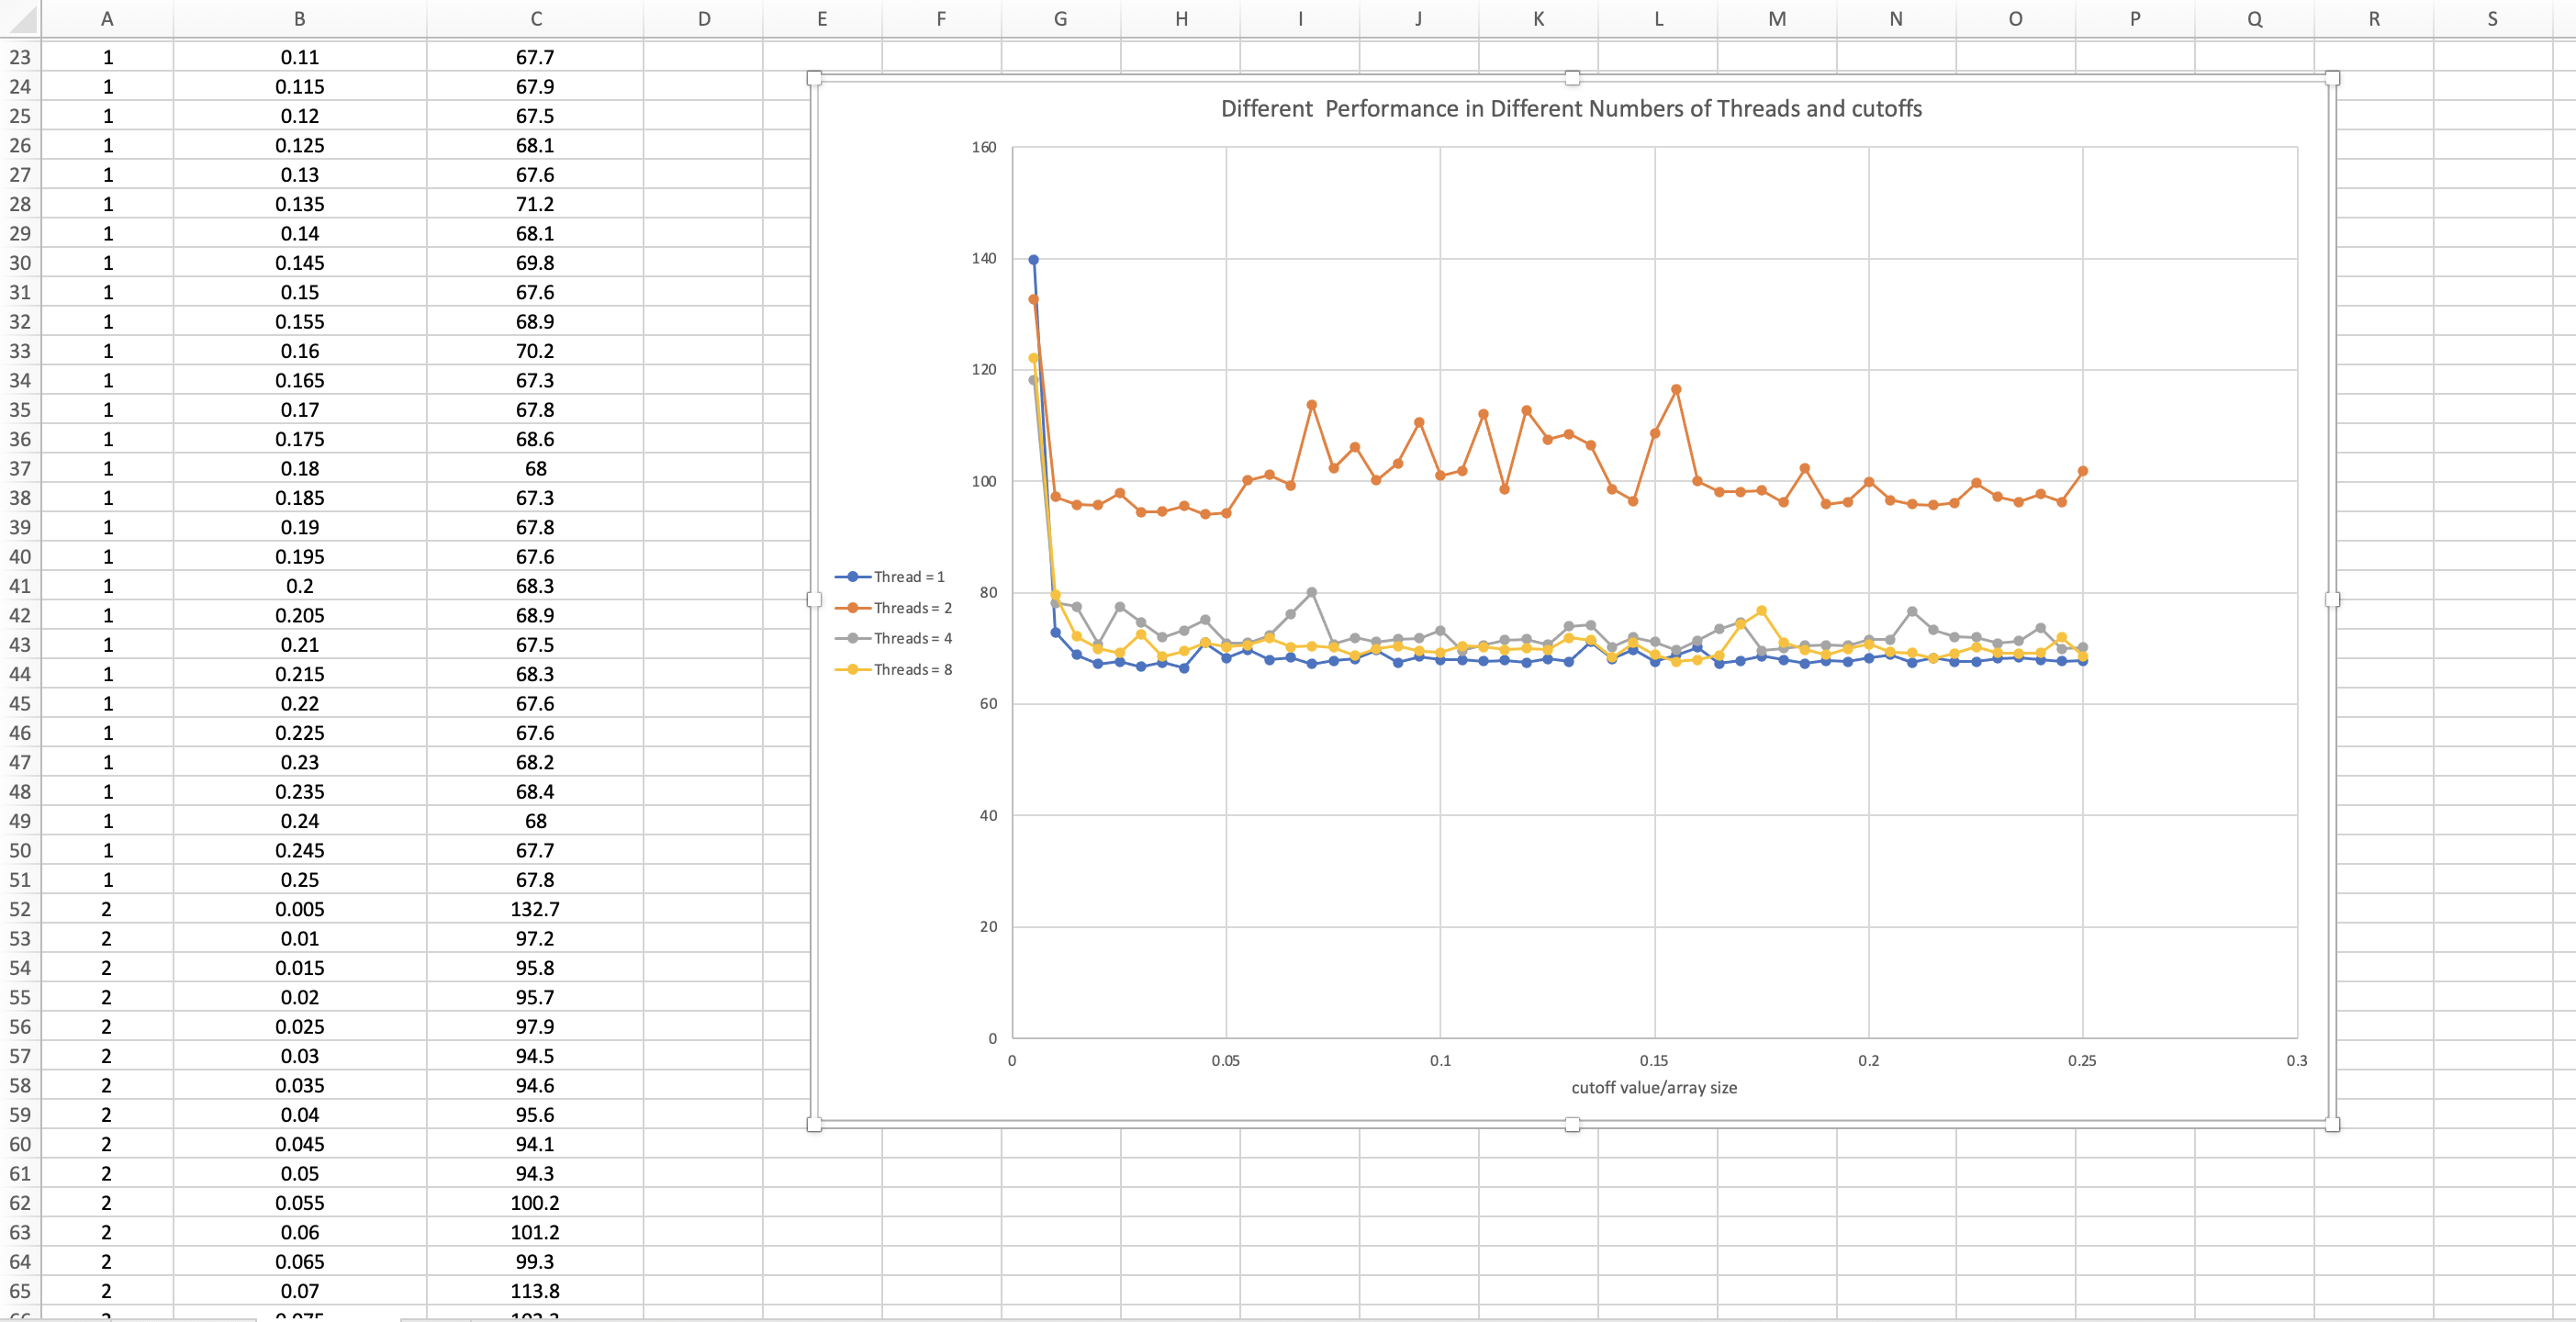 A B C D E F G H I J K L M N O P Q R S
23 1 0.11 67.7
24 1 0.115 67.9
25 1 0.12 67.5
26 1 0.125 68.1
27 1 0.13 67.6
28 1 0.135 71.2
29 1 0.14 68.1
30 1 0.145 69.8
31 1 0.15 67.6
32 1 0.155 68.9
33 1 0.16 70.2
34 1 0.165 67.3
35 1 0.17 67.8
36 1 0.175 68.6
37 1 0.18 68
38 1 0.185 67.3
39 1 0.19 67.8
40 1 0.195 67.6
41 1 0.2 68.3
42 1 0.205 68.9
43 1 0.21 67.5
44 1 0.215 68.3
45 1 0.22 67.6
46 1 0.225 67.6
47 1 0.23 68.2
48 1 0.235 68.4
49 1 0.24 68
50 1 0.245 67.7
51 1 0.25 67.8
52 2 0.005 132.7
53 2 0.01 97.2
54 2 0.015 95.8
55 2 0.02 95.7
56 2 0.025 97.9
57 2 0.03 94.5
58 2 0.035 94.6
59 2 0.04 95.6
60 2 0.045 94.1
61 2 0.05 94.3
62 2 0.055 100.2
63 2 0.06 101.2
64 2 0.065 99.3
65 2 0.07 113.8
Different Performance in Different Numbers of Threads and cutoffs
160
140
120
100
80
60
40
20
0
Thread = 1
Threads = 2
Threads = 4
Threads = 8
0 0.05 0.1 0.15 0.2 0.25 0.3
cutoff value/array size